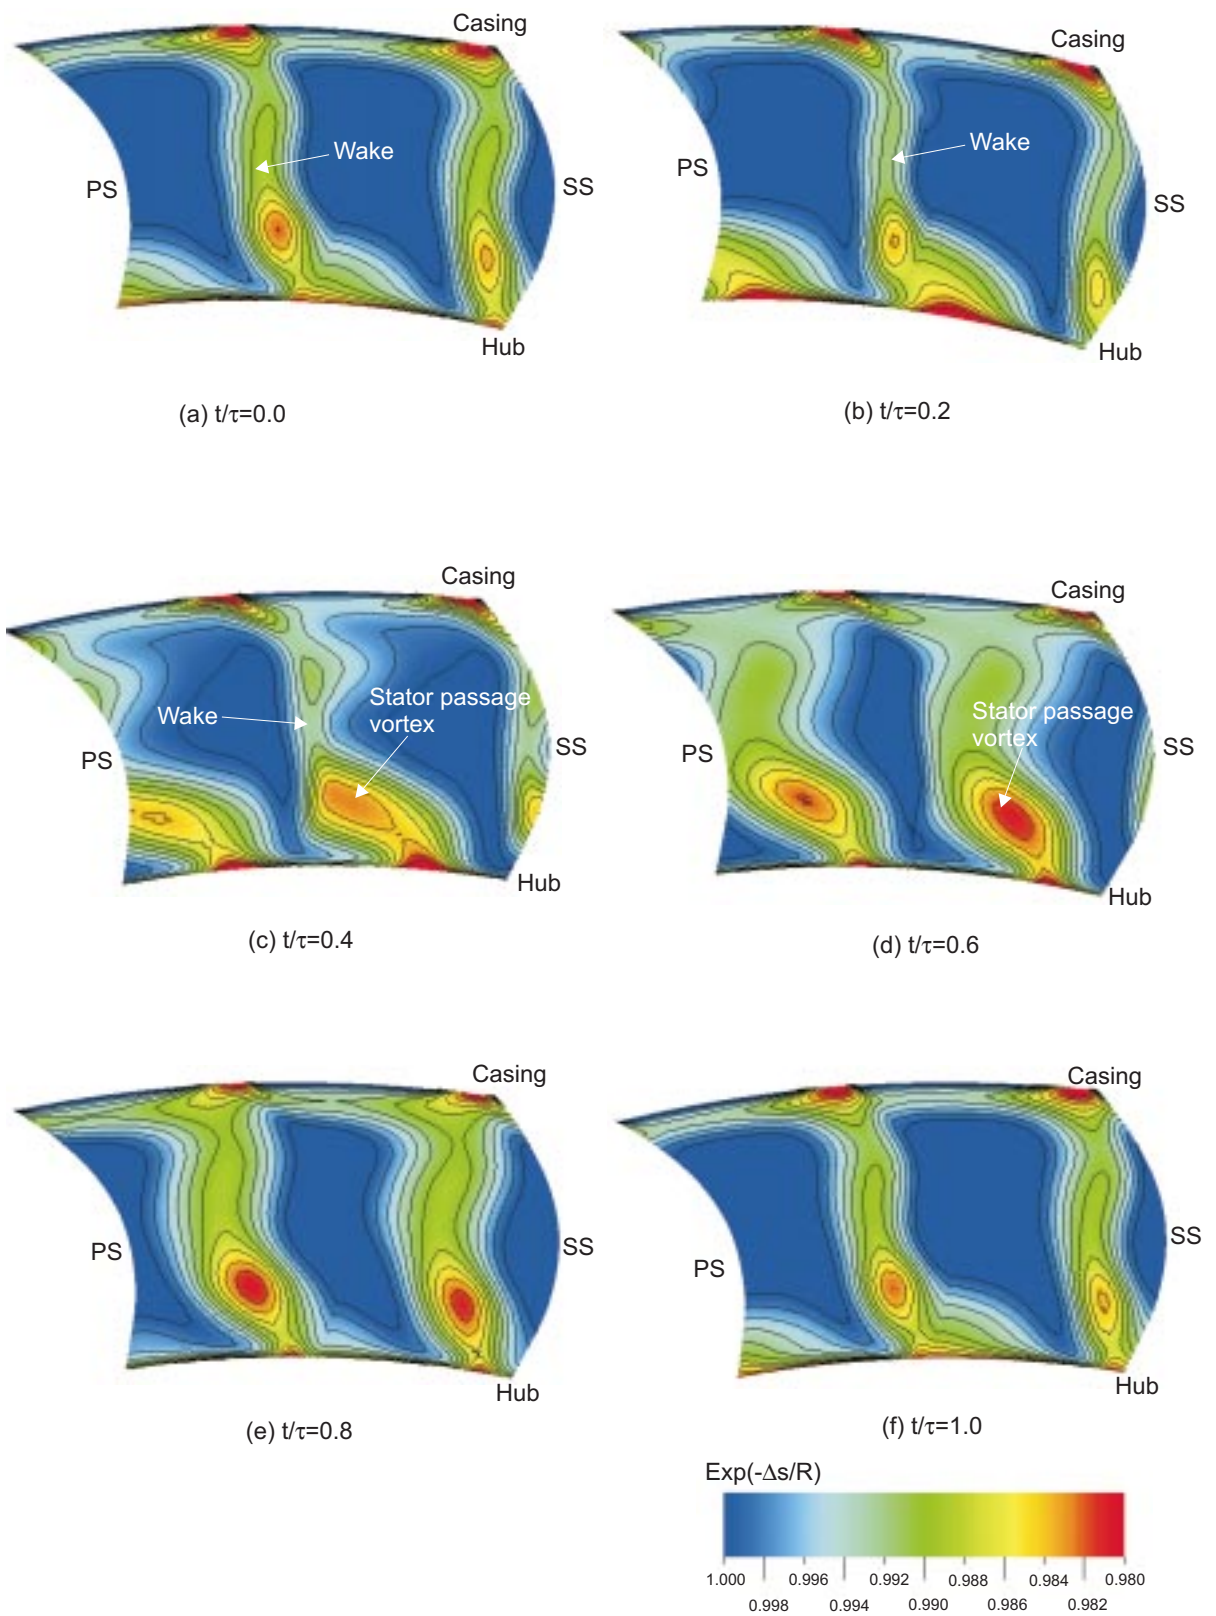 Casing
Wake
PS
SS
Hub
(a) t/τ=0.0
Casing
Wake
PS
SS
Hub
(b) t/τ=0.2
Casing
Stator passage
vortex
Wake
PS
SS
Hub
(c) t/τ=0.4
Casing
Stator passage
vortex
PS
SS
Hub
(d) t/τ=0.6
Casing
PS
SS
Hub
(e) t/τ=0.8
Casing
PS
SS
Hub
(f) t/τ=1.0
Exp(-Δs/R)
1.000 0.996 0.992 0.988 0.984 0.980
0.998 0.994 0.990 0.986 0.982